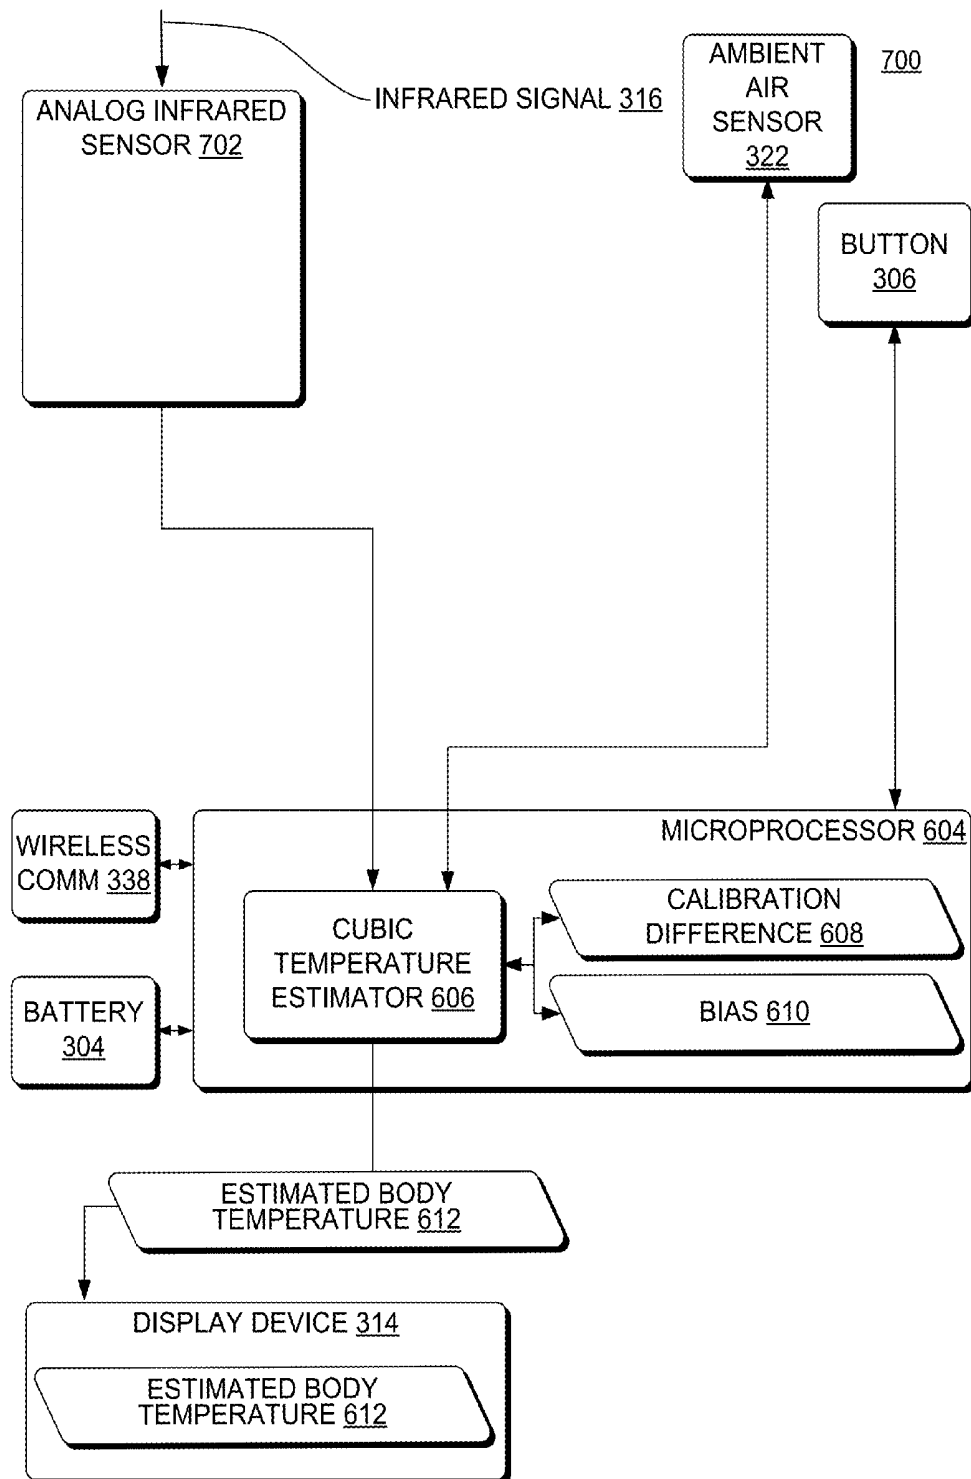 AMBIENT
AIR
SENSOR
322
700
INFRARED SIGNAL 316
ANALOG INFRARED
SENSOR 702
BUTTON
306
MICROPROCESSOR 604
WIRELESS
COMM 338
CUBIC
TEMPERATURE
ESTIMATOR 606
CALIBRATION
DIFFERENCE 608
BIAS 610
BATTERY
304
ESTIMATED BODY
TEMPERATURE 612
DISPLAY DEVICE 314
ESTIMATED BODY
TEMPERATURE 612